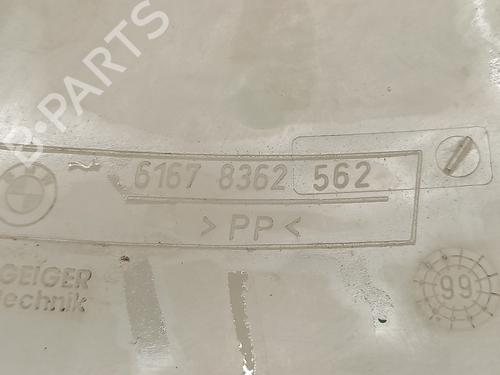 B-PARTS
6167 8362 562
>PP<
GEIGER
technik
99